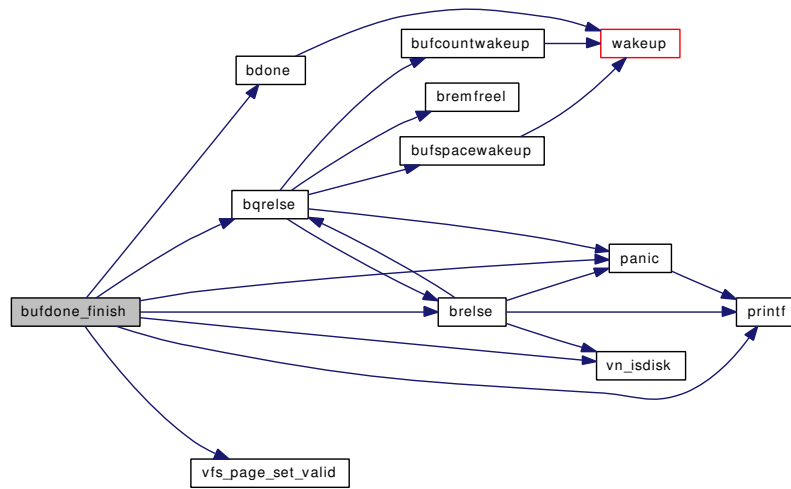 bufcountwakeup
wakeup
bdone
bremfreel
bufspacewakeup
bqrelse
panic
bufdone_finish
brelse
printf
vn_isdisk
vfs_page_set_valid